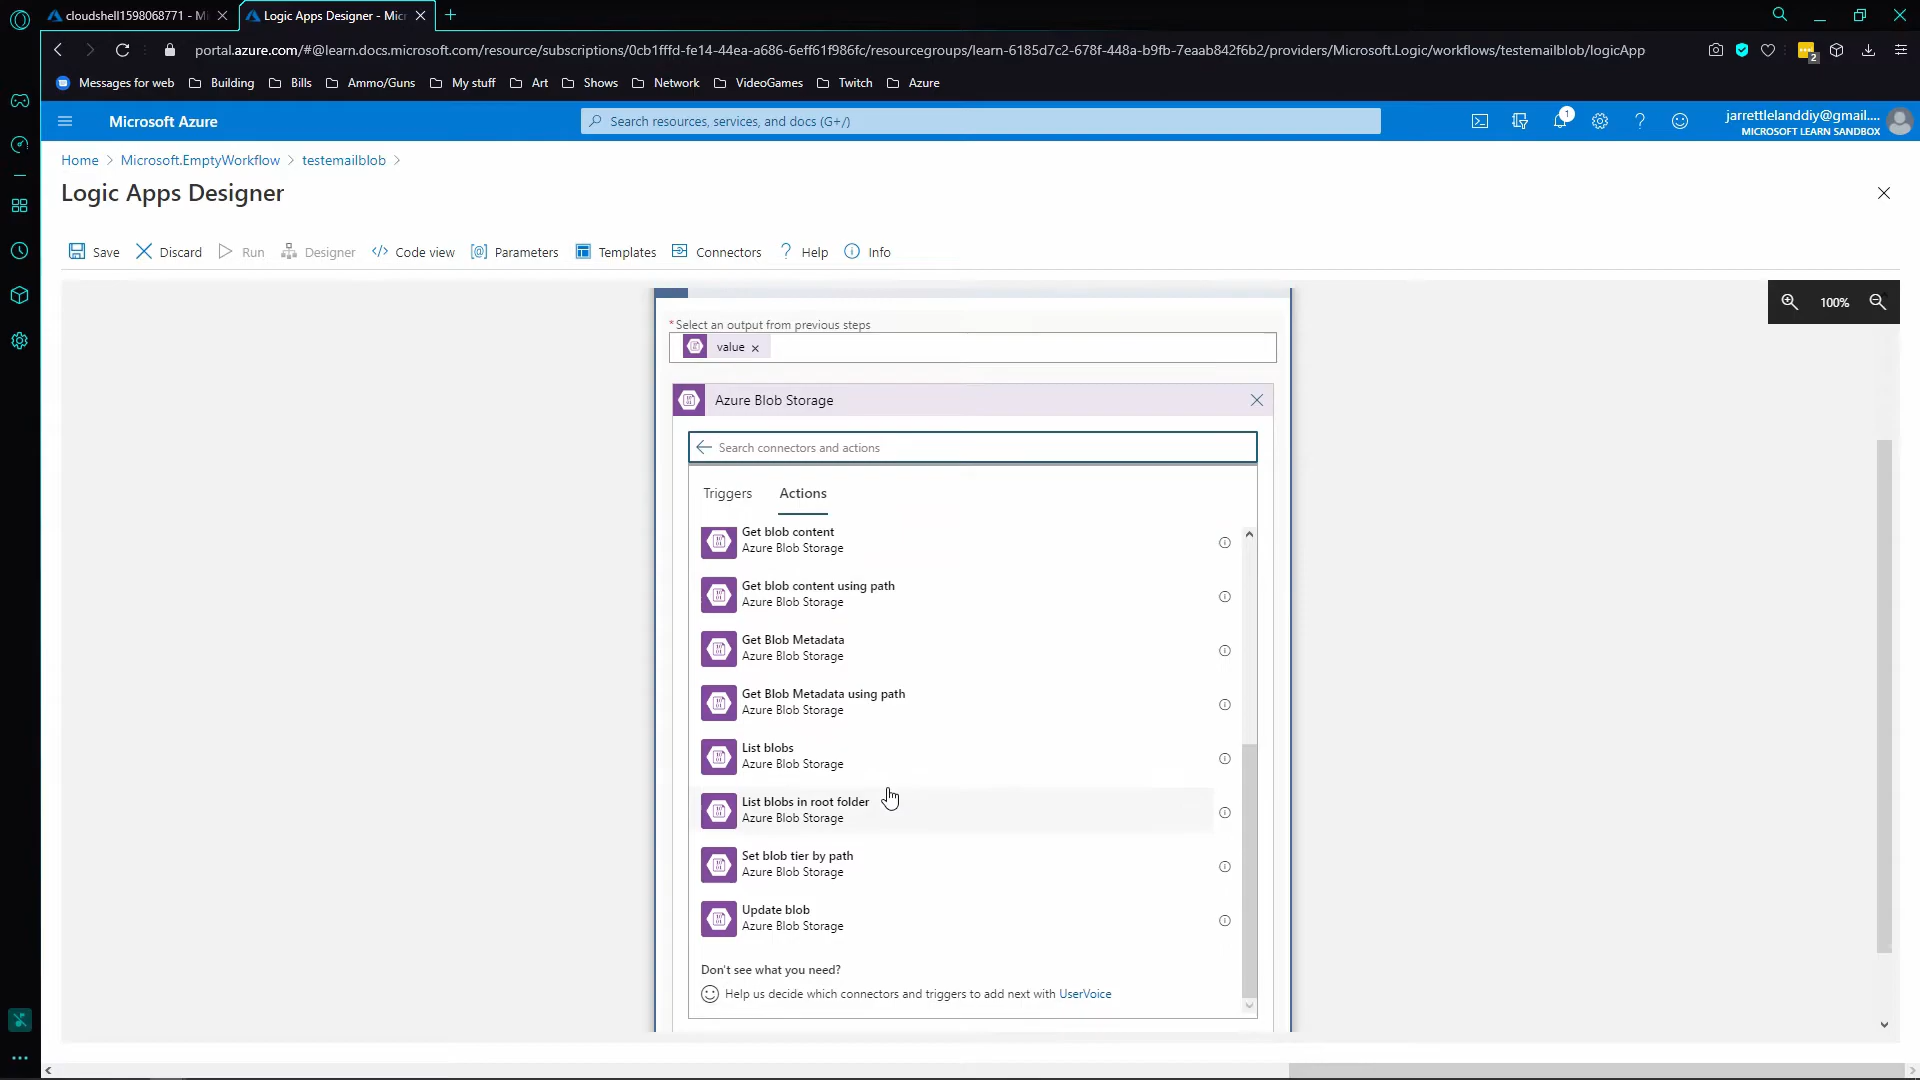 cloudshell1598068771 - Mi
Logic Apps Designer - Micr
portal.azure.com/#@learn.docs.microsoft.com/resource/subscriptions/0cb1fffd-fe14-44ea-a686-6eff61f986fc/resourcegroups/learn-6185d7c2-678f-448a-b9fb-7eaab842f6b2/providers/Microsoft.Logic/workflows/testemailblob/logicApp
2
Messages for web
Building
Bills
Ammo/Guns
My stuff
Art
Shows
Network
VideoGames
Twitch
Azure
Microsoft Azure
Search resources, services, and docs (G+/)
1
jarrettlelanddiy@gmail....
MICROSOFT LEARN SANDBOX
Home > Microsoft.EmptyWorkflow > testemailblob >
Logic Apps Designer
Save
Discard
Run
Designer
Code view
Parameters
Templates
Connectors
Help
Info
100%
*Select an output from previous steps
value
Azure Blob Storage
Search connectors and actions
Triggers
Actions
Get blob content
Azure Blob Storage
Get blob content using path
Azure Blob Storage
Get Blob Metadata
Azure Blob Storage
Get Blob Metadata using path
Azure Blob Storage
List blobs
Azure Blob Storage
List blobs in root folder
Azure Blob Storage
Set blob tier by path
Azure Blob Storage
Update blob
Azure Blob Storage
Don't see what you need?
Help us decide which connectors and triggers to add next with UserVoice